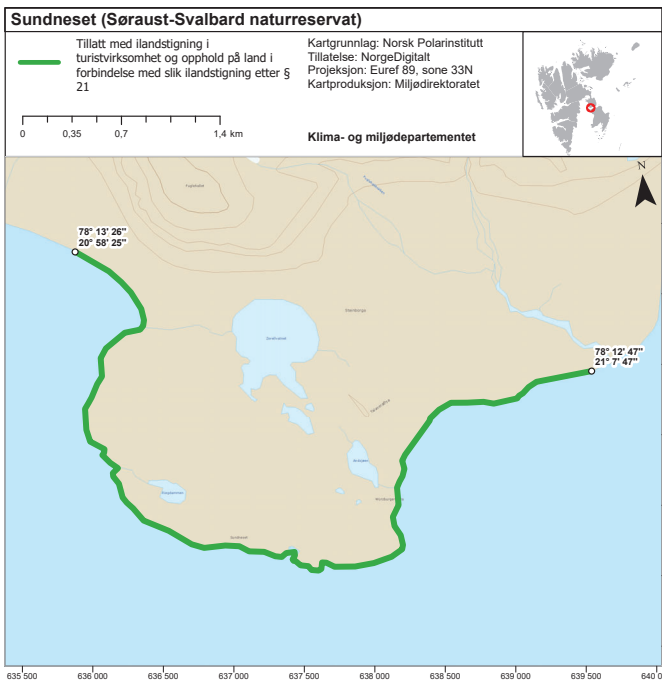 Sundneset (Søraust-Svalbard naturreservat)
Tillatt med ilandstigning i
turistvirksomhet og opphold på land i
forbindelse med slik ilandstigning etter §
21
0 0,35 0,7 1,4 km
Kartgrunnlag: Norsk Polarinstitutt
Tillatelse: NorgeDigitalt
Projeksjon: Euref 89, sone 33N
Kartproduksjon: Miljødirektoratet
Klima- og miljødepartementet
N
78° 13' 26"
20° 58' 25"
78° 12' 47"
21° 7' 47"
635 500 636 000 636 500 637 000 637 500 638 000 638 500 639 000 639 500 640 0